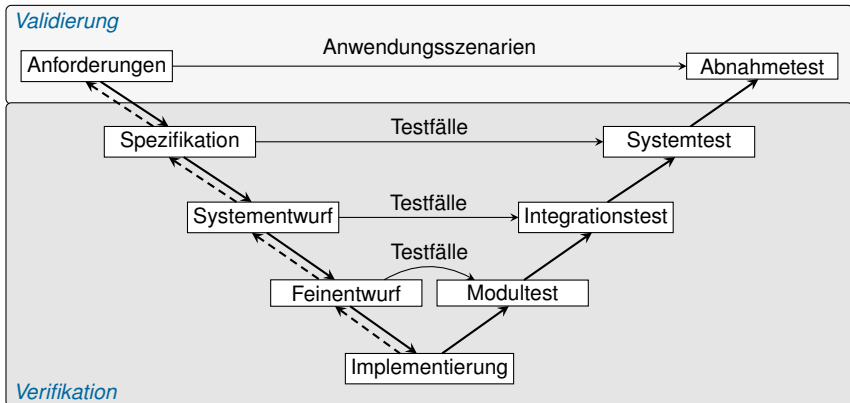 Validierung
Anwendungsszenarien
Anforderungen
Abnahmetest
Testfälle
Spezifikation
Systemtest
Testfälle
Systementwurf
Integrationstest
Testfälle
Feinentwurf
Modultest
Implementierung
Verifikation